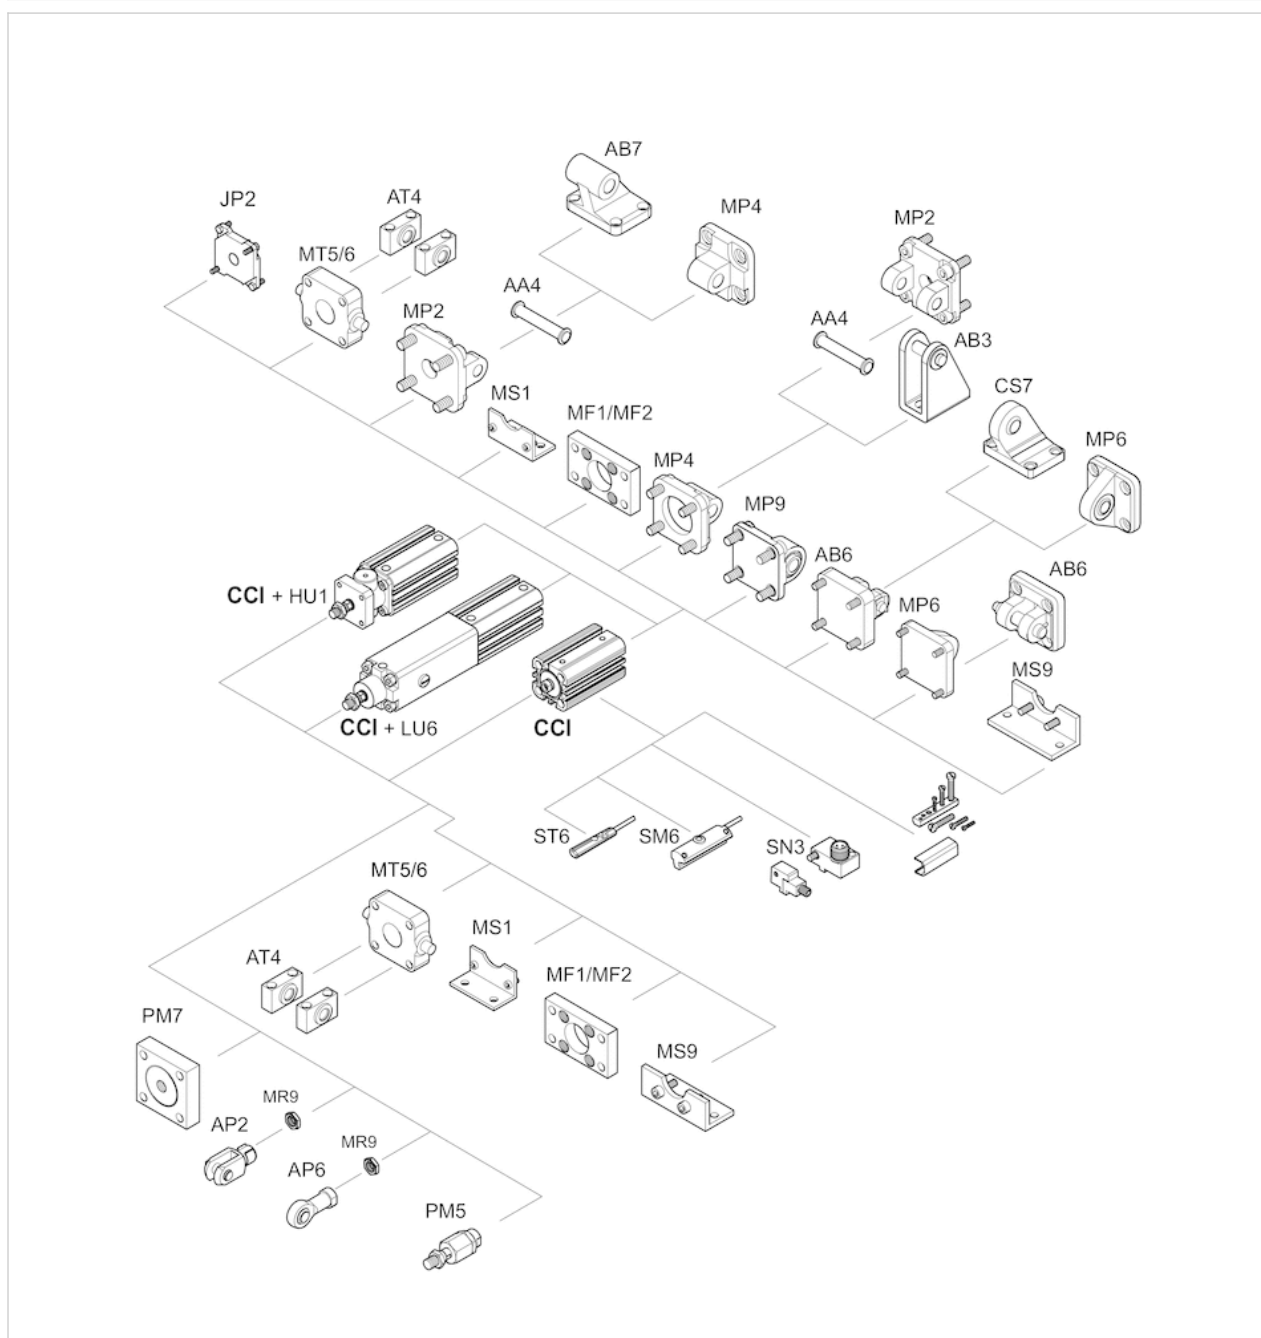 AB7
JP2
AT4
MP4
MP2
MT5/6
AA4
MP2
AA4
AB3
MS1
CS7
MF1/MF2
MP6
MP4
MP9
AB6
AB6
CCI + HU1
MP6
MS9
CCI + LU6
CCI
ST6
SM6
SN3
MT5/6
MS1
AT4
MF1/MF2
PM7
MS9
MR9
AP2
MR9
AP6
PM5